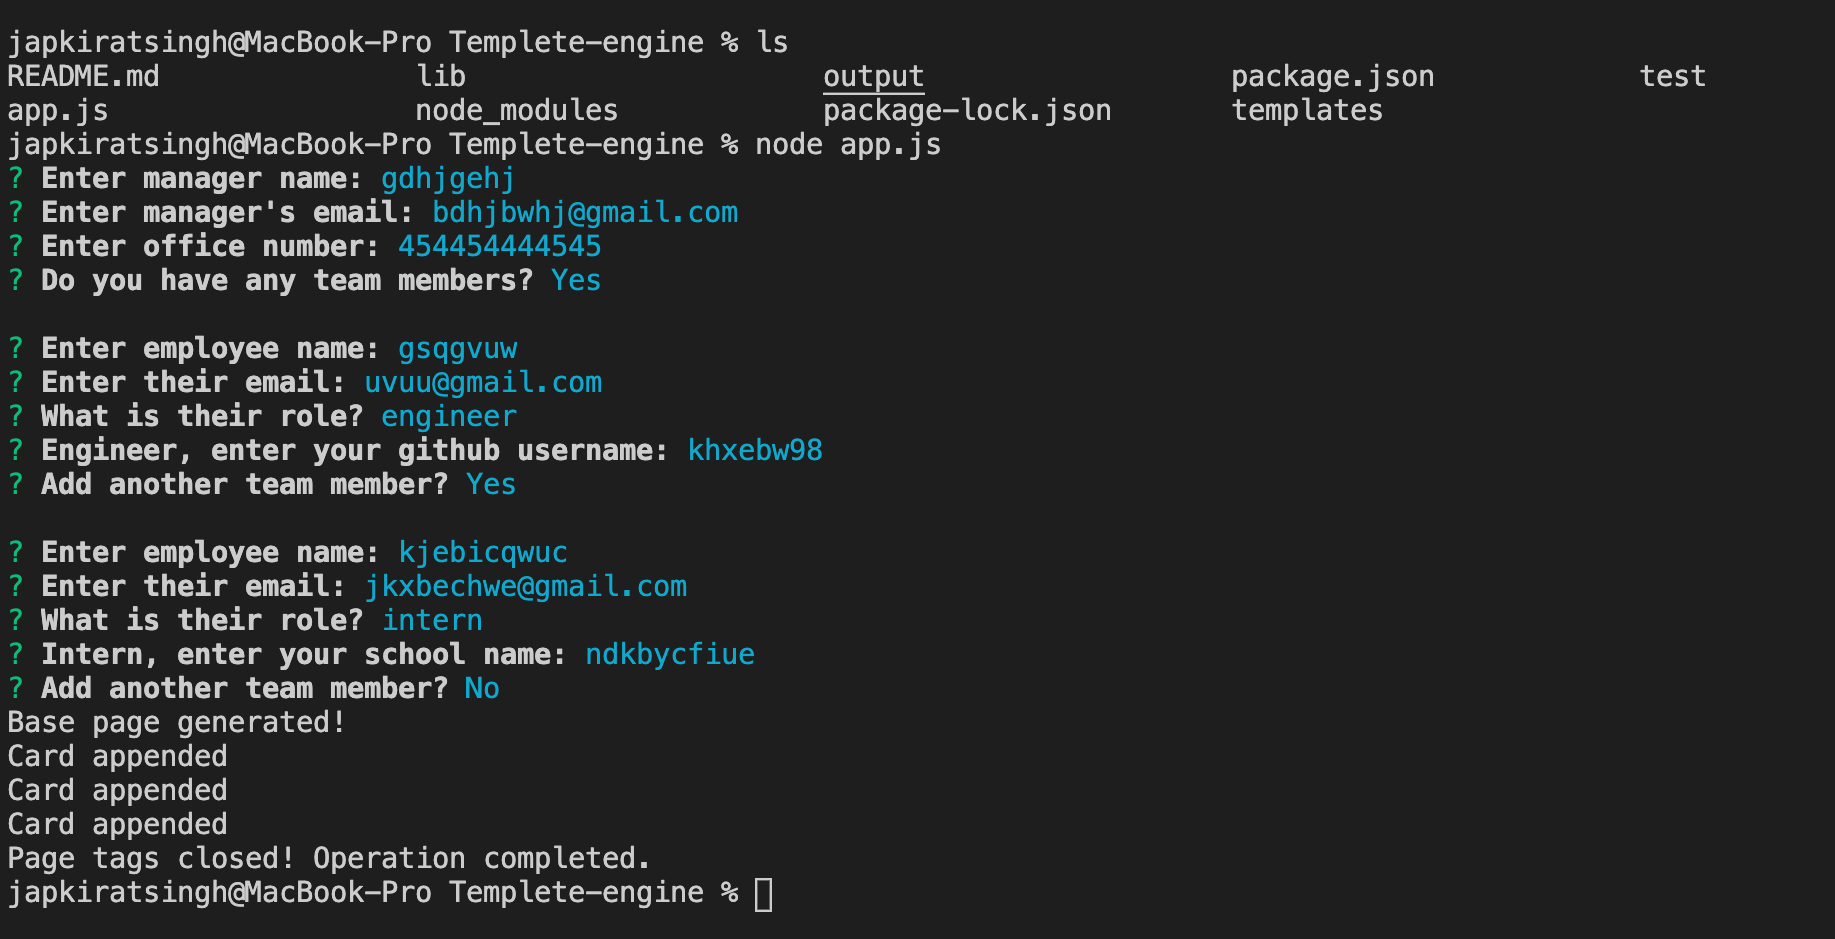 japkiratsingh@MacBook-Pro Templete-engine % ls
README.md lib output package.json test
app.js node_modules package-lock.json templates
japkiratsingh@MacBook-Pro Templete-engine % node app.js
? Enter manager name: gdhjgehj
? Enter manager's email: bdhjbwhj@gmail.com
? Enter office number: 454454444545
? Do you have any team members? Yes
? Enter employee name: gsqgvuw
? Enter their email: uvuu@gmail.com
? What is their role? engineer
? Engineer, enter your github username: khxebw98
? Add another team member? Yes
? Enter employee name: kjebicqwuc
? Enter their email: jkxbechwe@gmail.com
? What is their role? intern
? Intern, enter your school name: ndkbycfiue
? Add another team member? No
Base page generated!
Card appended
Card appended
Card appended
Page tags closed! Operation completed.
japkiratsingh@MacBook-Pro Templete-engine %